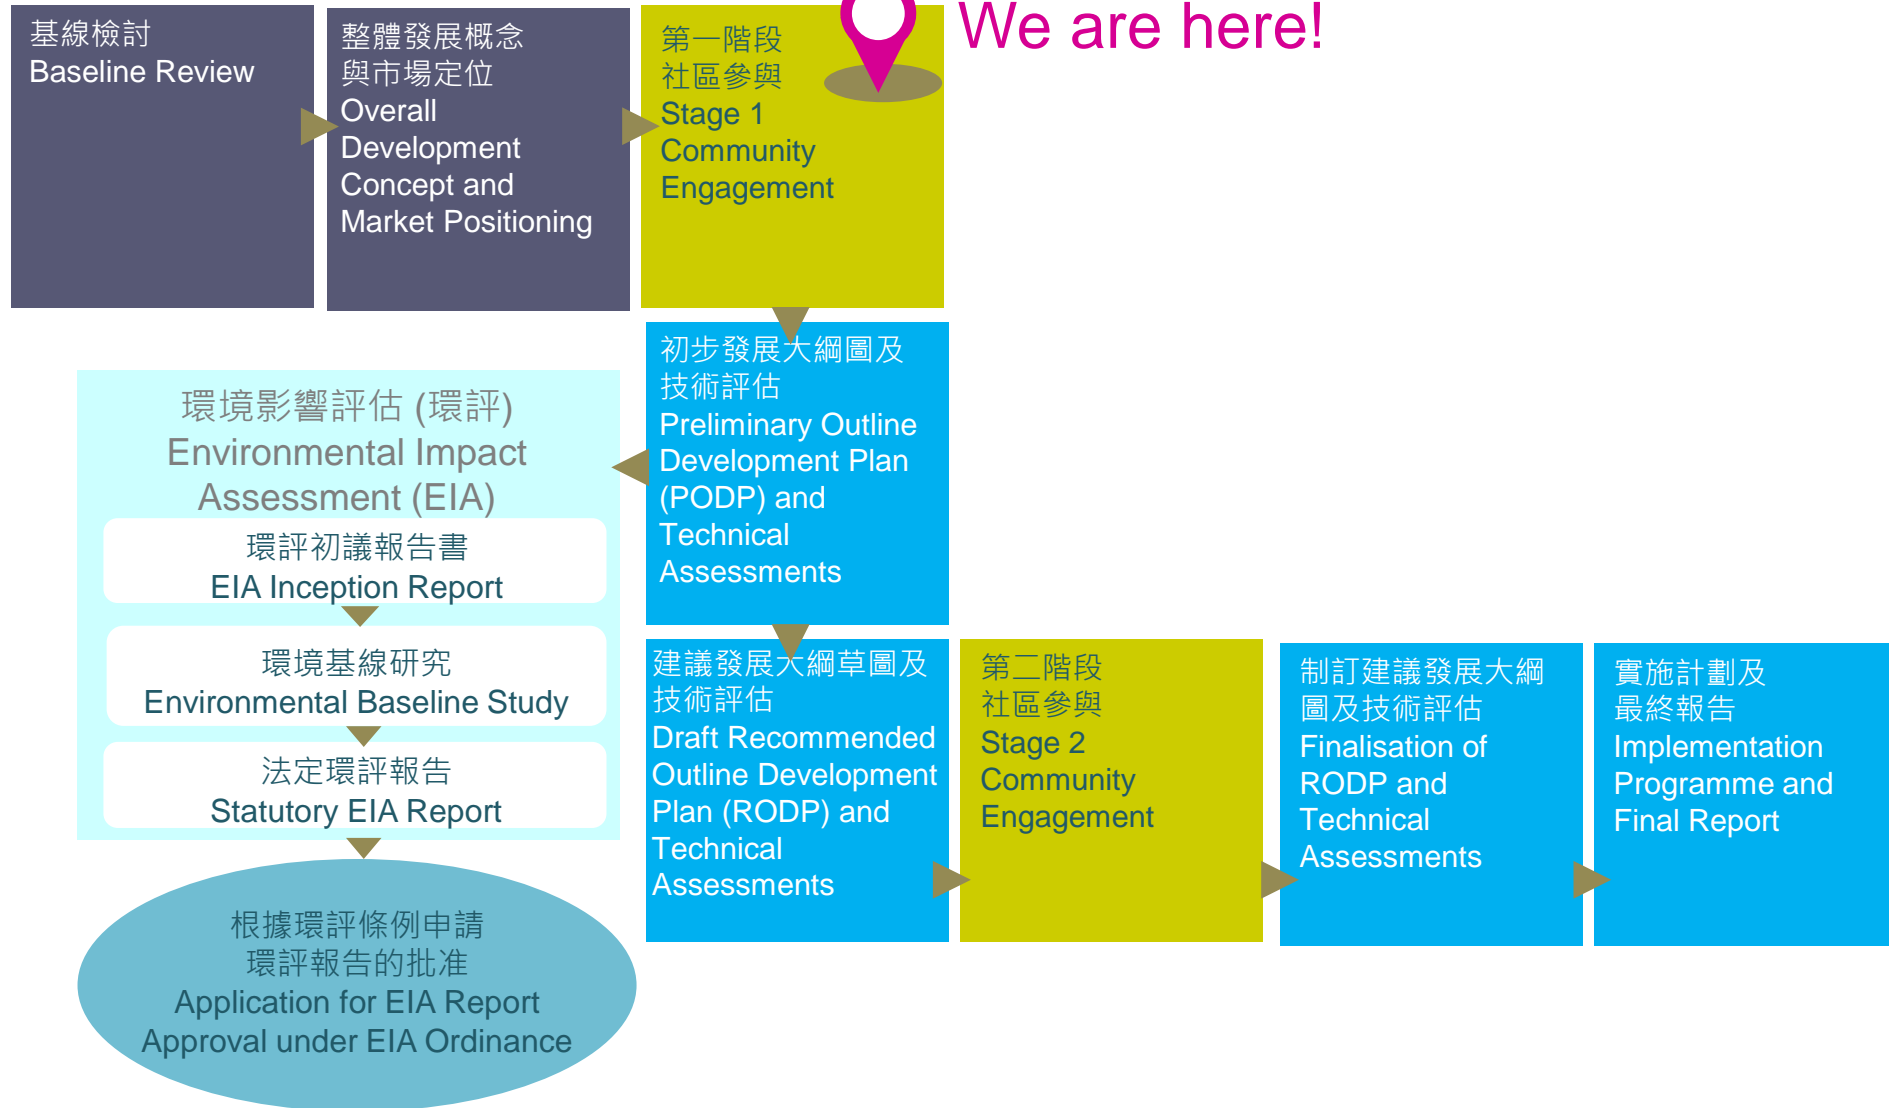 基線檢討
Baseline Review
整體發展概念
與市場定位
Overall
Development
Concept and
Market Positioning
第一階段
社區參與
Stage 1
Community
Engagement
We are here!
初步發展大綱圖及
技術評估
Preliminary Outline
Development Plan
(PODP) and
Technical
Assessments
環境影響評估 (環評)
Environmental Impact
Assessment (EIA)
環評初議報告書
EIA Inception Report
環境基線研究
Environmental Baseline Study
法定環評報告
Statutory EIA Report
根據環評條例申請
環評報告的批准
Application for EIA Report
Approval under EIA Ordinance
建議發展大綱草圖及
技術評估
Draft Recommended
Outline Development
Plan (RODP) and
Technical
Assessments
第二階段
社區參與
Stage 2
Community
Engagement
制訂建議發展大綱
圖及技術評估
Finalisation of
RODP and
Technical
Assessments
實施計劃及
最終報告
Implementation
Programme and
Final Report